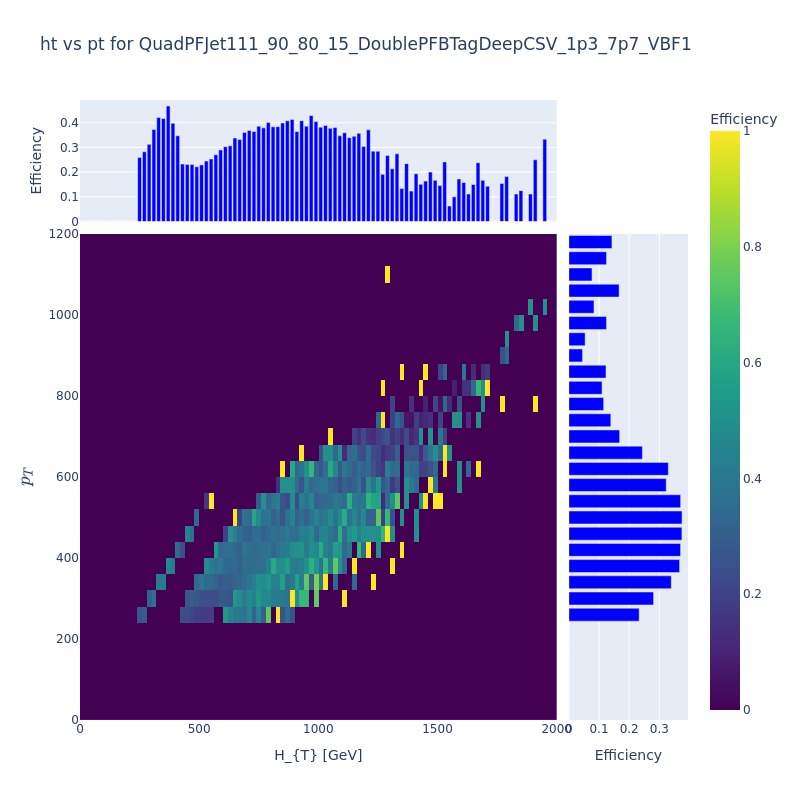 ht vs pt for QuadPFJet111_90_80_15_DoublePFBTagDeepCSV_1p3_7p7_VBF1
Efficiency
0.4
0.3
0.2
0.1
0
Efficiency
1
0.8
0.6
0.4
0.2
0
1200
1000
800
600
400
200
0
p_T
0 500 1000 1500 2000
H_{T} [GeV]
0 0.1 0.2 0.3
Efficiency